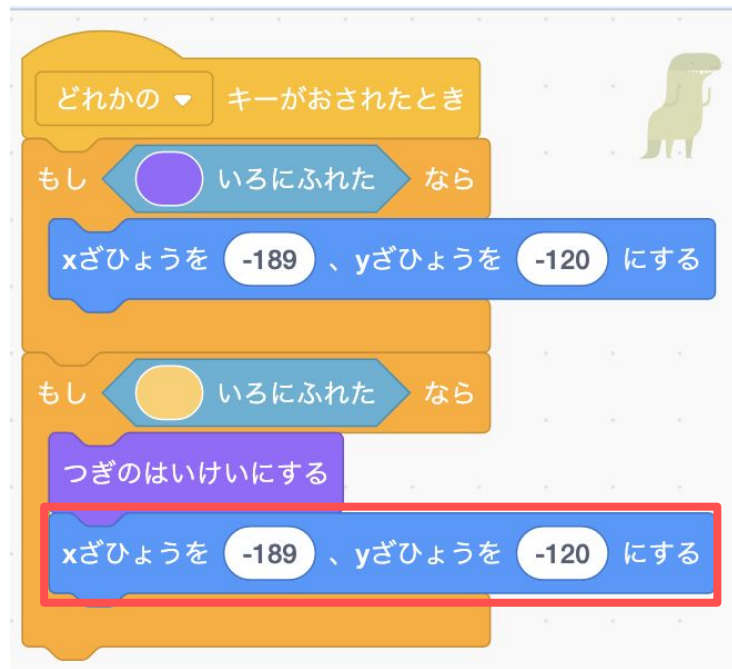 どれかの キーがおされたとき
もし いろにふれた なら
xざひょうを -189 、yざひょうを -120 にする
もし いろにふれた なら
つぎのはいけいにする
xざひょうを -189 、yざひょうを -120 にする